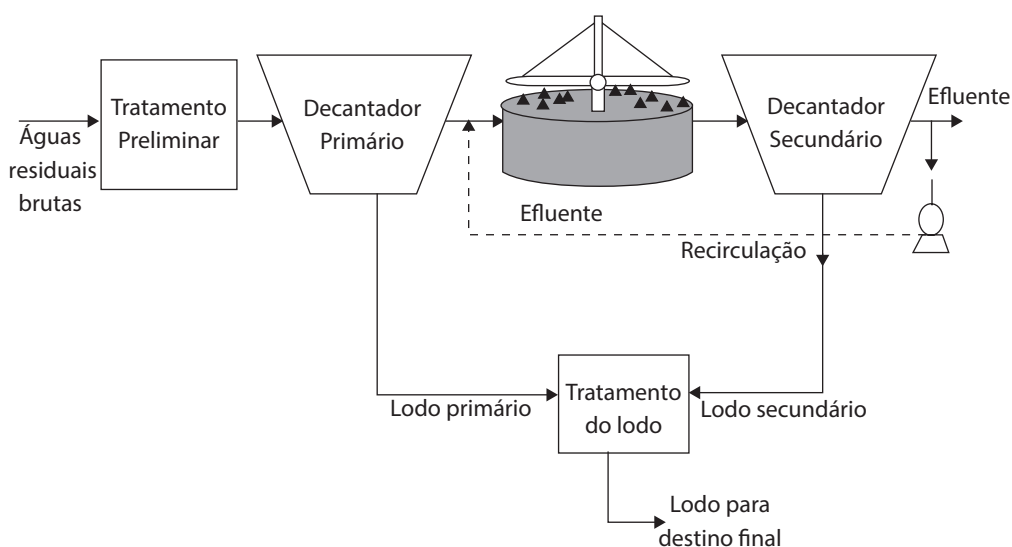 Águas
residuais
brutas
Tratamento
Preliminar
Decantador
Primário
Efluente
Decantador
Secundário
Efluente
Recirculação
Lodo primário
Tratamento
do lodo
Lodo secundário
Lodo para
destino final